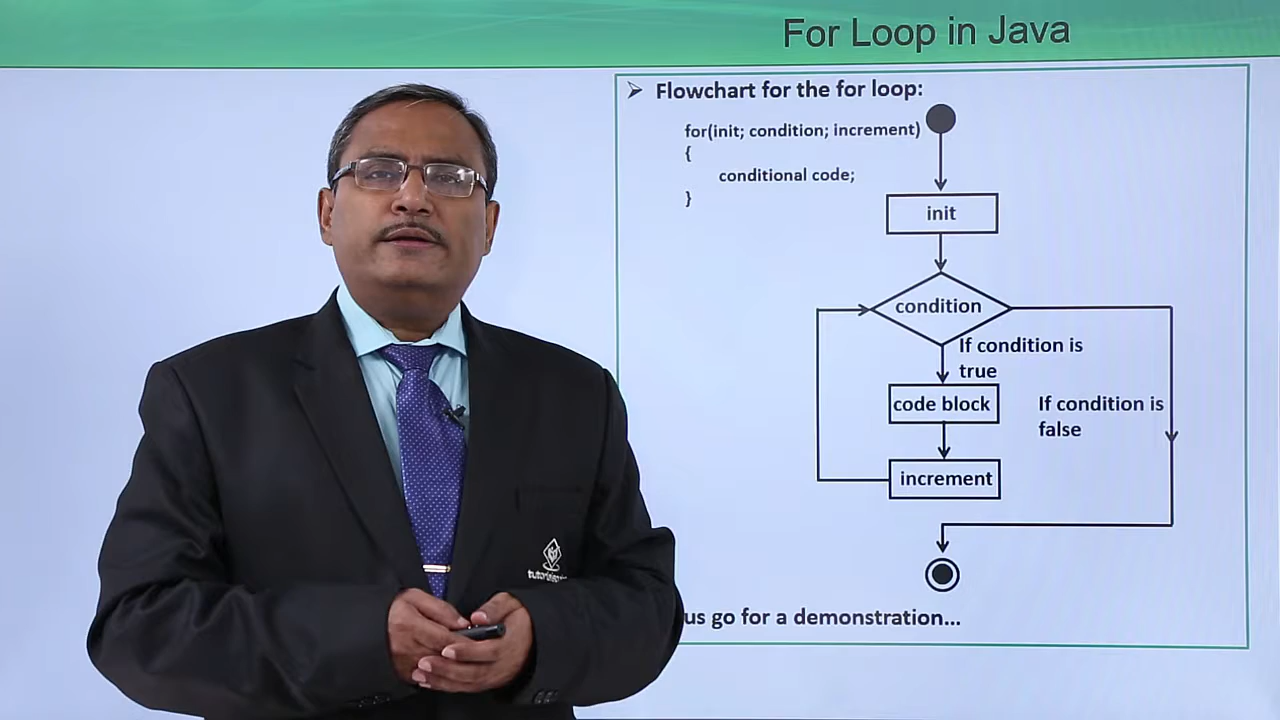 For Loop in Java
Flowchart for the for loop:
for(init; condition; increment)
{
conditional code;
}
init
condition
If condition is
true
code block
If condition is
false
increment
us go for a demonstration...